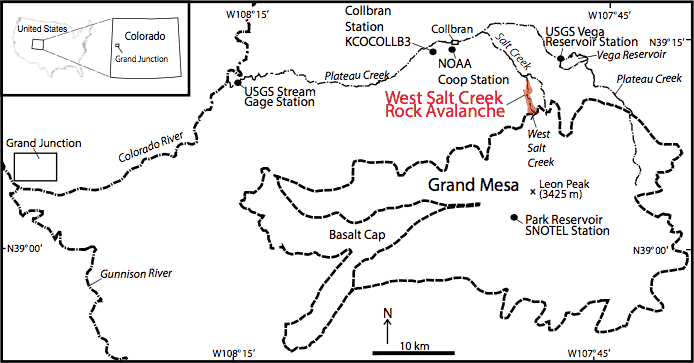 United States
Colorado
Grand Junction
W108°15′
Collbran
Station
KCOCOLLB3
Collbran
W107°45′
N39°15′
USGS Vega
Reservoir Station
Vega Reservoir
Salt Creek
NOAA
Coop Station
Plateau Creek
Plateau Creek
USGS Stream
Gage Station
West Salt Creek
Rock Avalanche
West
Salt
Creek
Grand Junction
Colorado River
Grand Mesa
x Leon Peak
(3425 m)
Park Reservoir
SNOTEL Station
Basalt Cap
N39°00′
N39°00′
Gunnison River
N
10 km
W108°15′
W107°45′